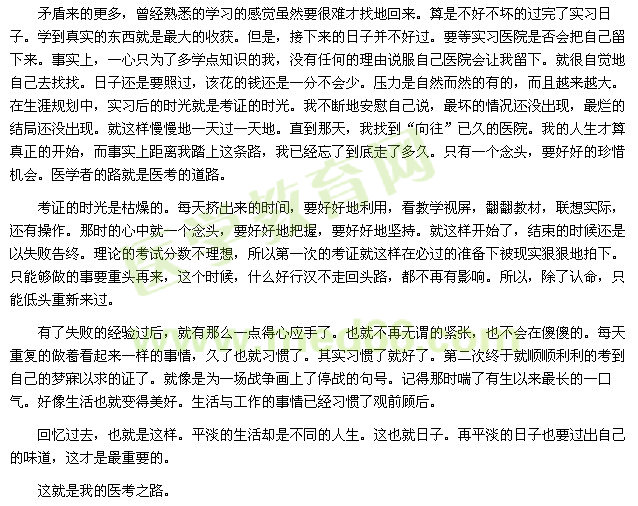 矛盾来的更多，曾经熟悉的学习的感觉虽然要很难才找地回来。算是不好不坏的过完了实习日
子。学到真实的东西就是最大的收获。但是，接下来的日子并不好过。要等实习医院是否会把自己留
下来。事实上，一心只为了多学点知识的我，没有任何的理由说服自己医院会让我留下。就很自觉地
自己去找找。日子还是要照过，该花的钱还是一分不会少。压力是自然而然的有的，而且越来越大。
在生涯规划中，实习后的时光就是考证的时光。我不断地安慰自己说，最坏的情况还没出现，最烂的
结局还没出现。就这样慢慢地一天过一天地。直到那天，我找到“向往”已久的医院。我的人生才算
真正的开始，而事实上距离我踏上这条路，我已经忘了到底走了多久。只有一个念头，要好好的珍惜
机会。医学者的路就是医考的道路。
考证的时光是枯燥的。每天挤出来的时间，要好好地利用，看教学视屏，翻翻教材，联想实际，
还有操作。那时的心中就一个念头，要好好地把握，要好好地坚持。就这样开始了，结束的时候还是
以失败告终。理论的考试分数不理想，所以第一次的考证就这样在必过的准备下被现实狠狠地拍下。
只能够做的事要重头再来，这个时候，什么好行汉不走回头路，都不再有影响。所以，除了认命，只
能低头重新来过。
有了失败的经验过后，就有那么一点得心应手了。也就不再无谓的紧张，也不会在傻傻的。每天
重复的做着看起来一样的事情，久了也就习惯了。其实习惯了就好了。第二次终于就顺顺利利的考到
自己的梦寐以求的证了。就像是为一场战争画上了停战的句号。记得那时喘了有生以来最长的一口
气。好像生活也就变得美好。生活与工作的事情已经习惯了观前顾后。
回忆过去，也就是这样。平淡的生活却是不同的人生。这也就日子。再平淡的日子也要过出自己
的味道，这才是最重要的。
这就是我的医考之路。
医学教育网
www.med66.com